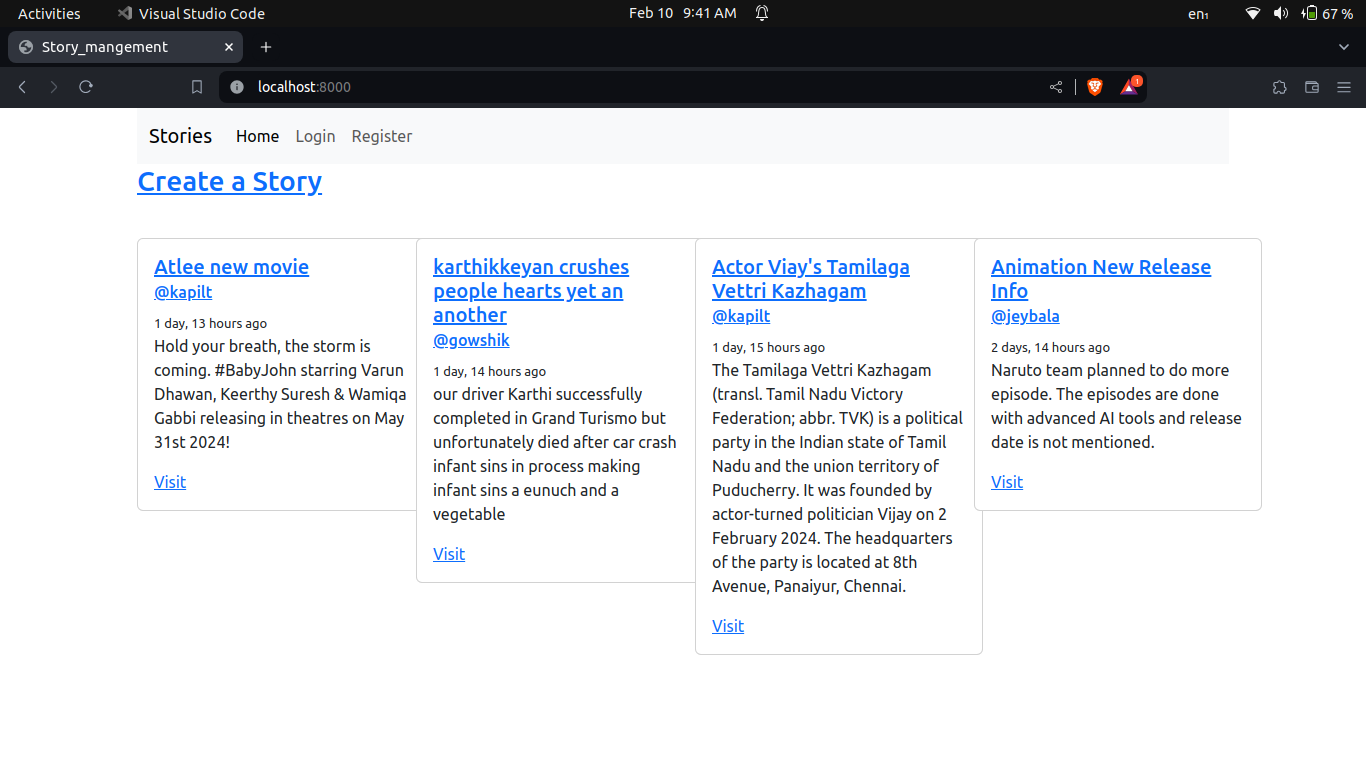 Activities Visual Studio Code Feb 10 9:41 AM en₁ 67 %
Story_mangement
localhost:8000 1
Stories Home Login Register
Create a Story
Atlee new movie
@kapilt
1 day, 13 hours ago
Hold your breath, the storm is
coming. #BabyJohn starring Varun
Dhawan, Keerthy Suresh & Wamiqa
Gabbi releasing in theatres on May
31st 2024!
Visit
karthikkeyan crushes
people hearts yet an
another
@gowshik
1 day, 14 hours ago
our driver Karthi successfully
completed in Grand Turismo but
unfortunately died after car crash
infant sins in process making
infant sins a eunuch and a
vegetable
Visit
Actor Viay's Tamilaga
Vettri Kazhagam
@kapilt
1 day, 15 hours ago
The Tamilaga Vettri Kazhagam
(transl. Tamil Nadu Victory
Federation; abbr. TVK) is a political
party in the Indian state of Tamil
Nadu and the union territory of
Puducherry. It was founded by
actor-turned politician Vijay on 2
February 2024. The headquarters
of the party is located at 8th
Avenue, Panaiyur, Chennai.
Visit
Animation New Release
Info
@jeybala
2 days, 14 hours ago
Naruto team planned to do more
episode. The episodes are done
with advanced AI tools and release
date is not mentioned.
Visit